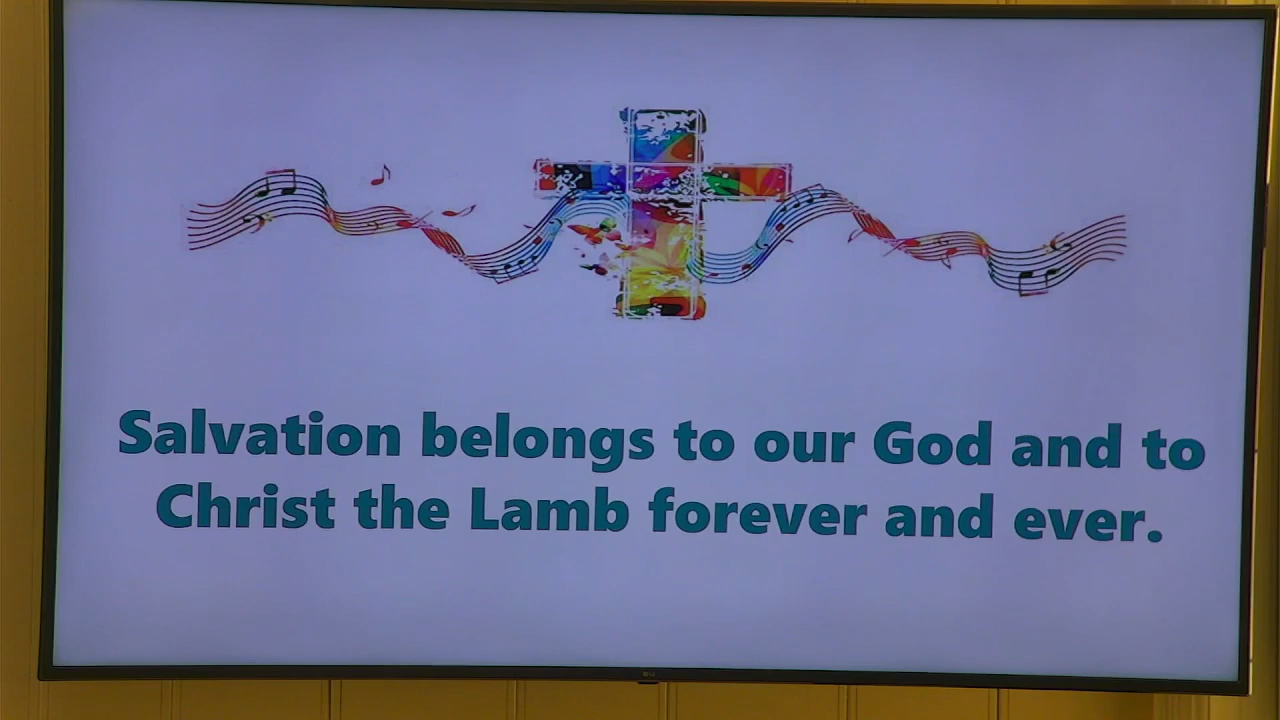 Salvation belongs to our God and to
Christ the Lamb forever and ever.